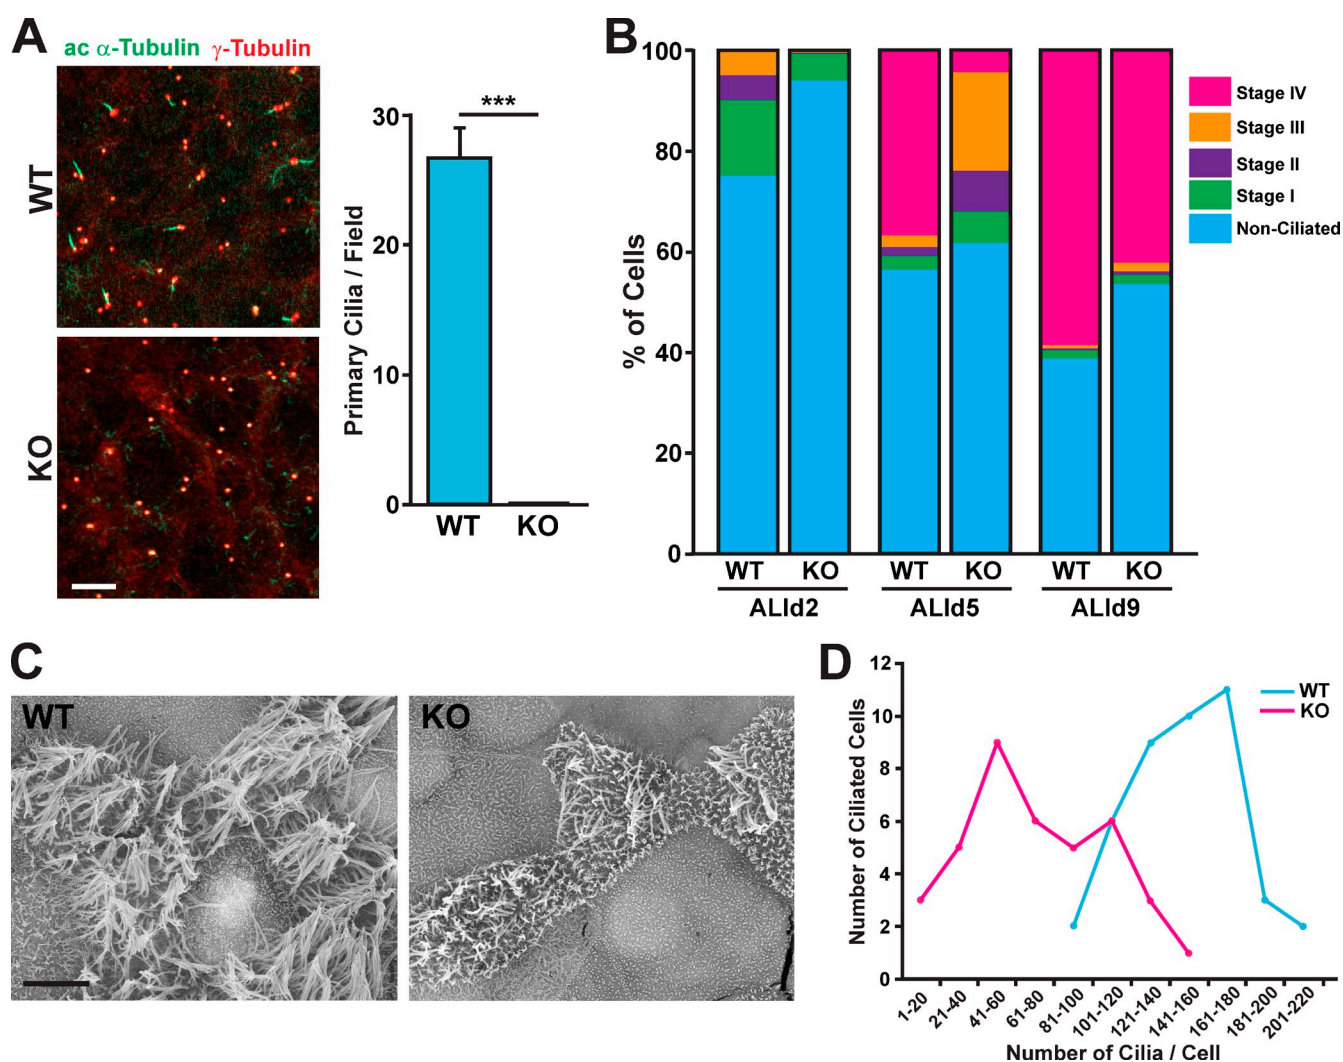 A
ac α-Tubulin γ-Tubulin
WT
KO
Primary Cilia / Field
30
20
10
0
***
WT KO
B
% of Cells
100
80
60
40
20
0
WT KO WT KO WT KO
ALId2 ALId5 ALId9
Stage IV
Stage III
Stage II
Stage I
Non-Ciliated
C
WT
KO
D
Number of Ciliated Cells
12
10
8
6
4
2
0
WT
KO
1-20 21-40 41-60 61-80 81-100 101-120 121-140 141-160 161-180 181-200 201-220
Number of Cilia / Cell